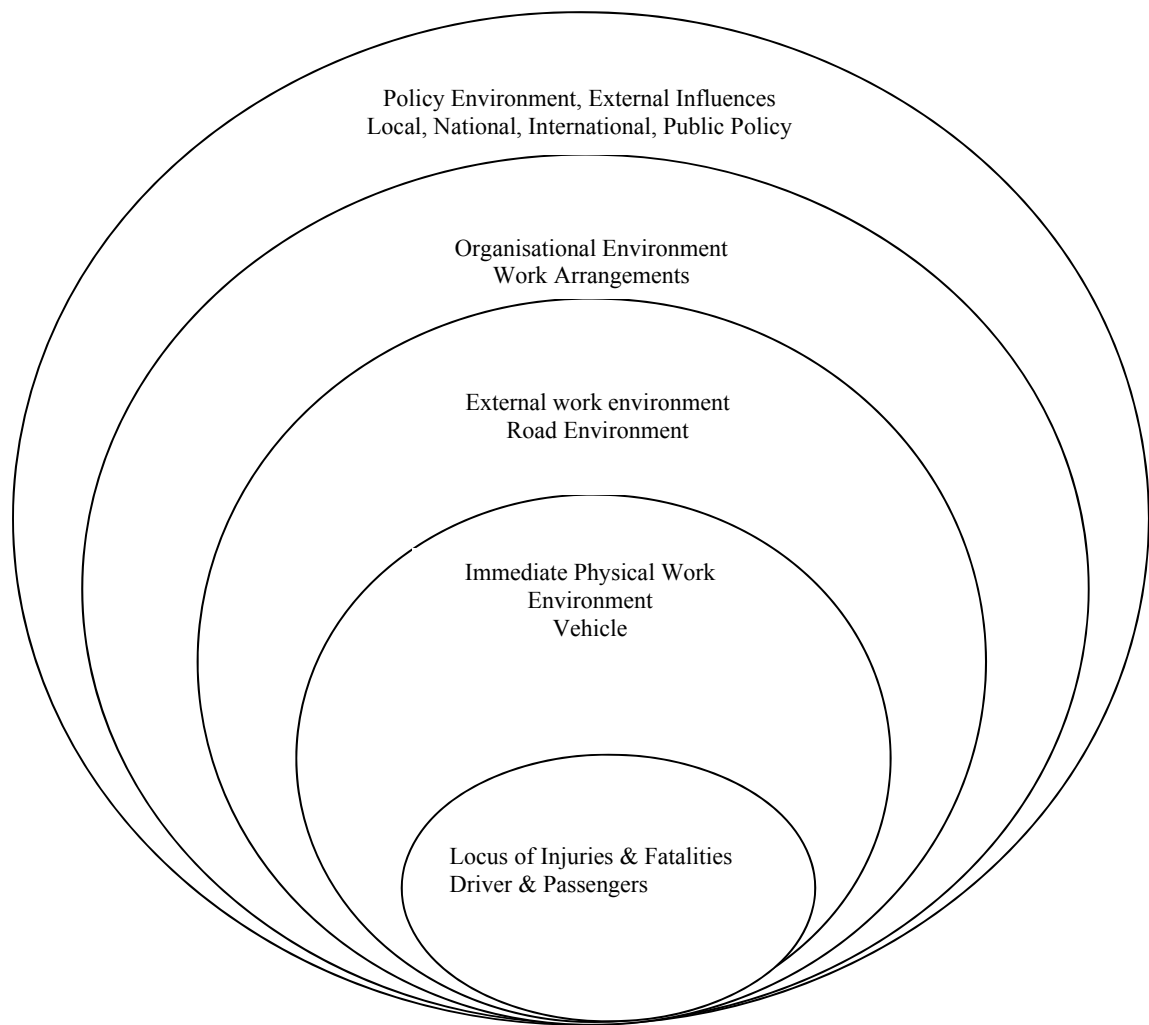 Policy Environment, External Influences
Local, National, International, Public Policy
Organisational Environment
Work Arrangements
External work environment
Road Environment
Immediate Physical Work
Environment
Vehicle
Locus of Injuries & Fatalities
Driver & Passengers